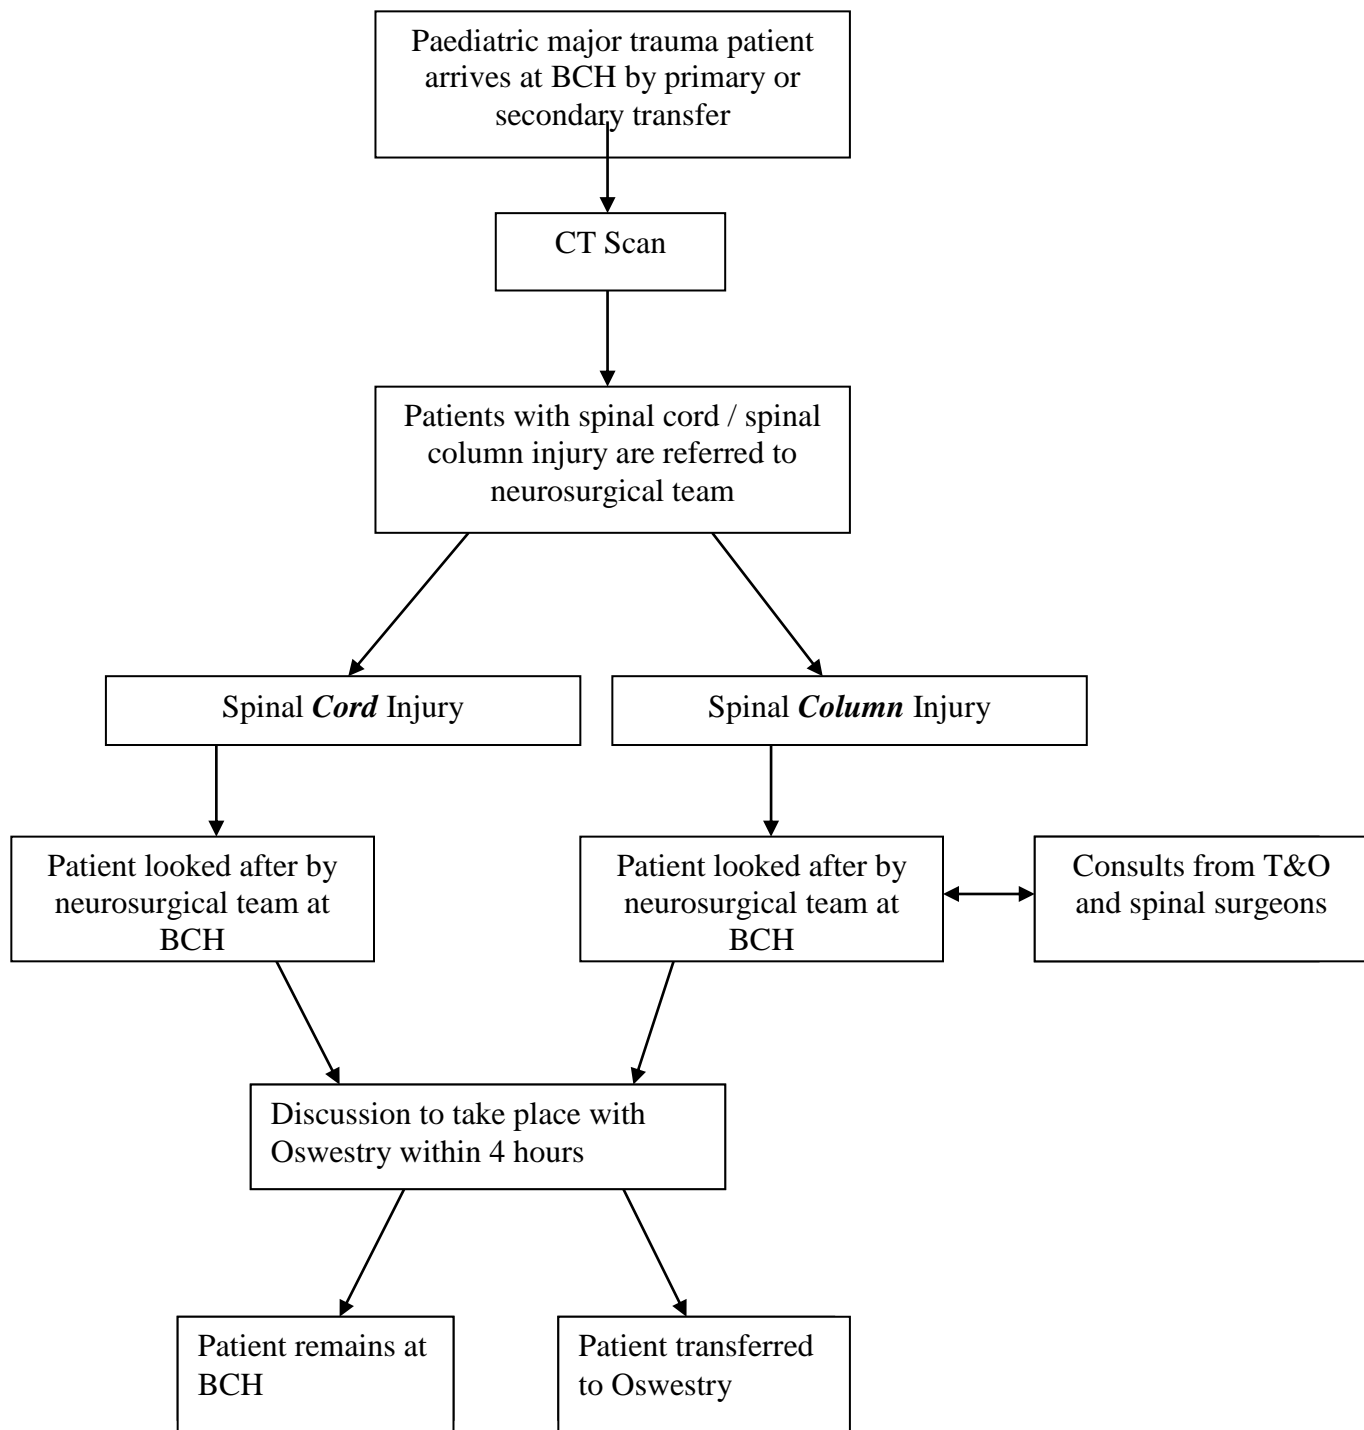 Paediatric major trauma patient
arrives at BCH by primary or
secondary transfer
CT Scan
Patients with spinal cord / spinal
column injury are referred to
neurosurgical team
Spinal Cord Injury
Spinal Column Injury
Patient looked after by
neurosurgical team at
BCH
Patient looked after by
neurosurgical team at
BCH
Consults from T&O
and spinal surgeons
Discussion to take place with
Oswestry within 4 hours
Patient remains at
BCH
Patient transferred
to Oswestry